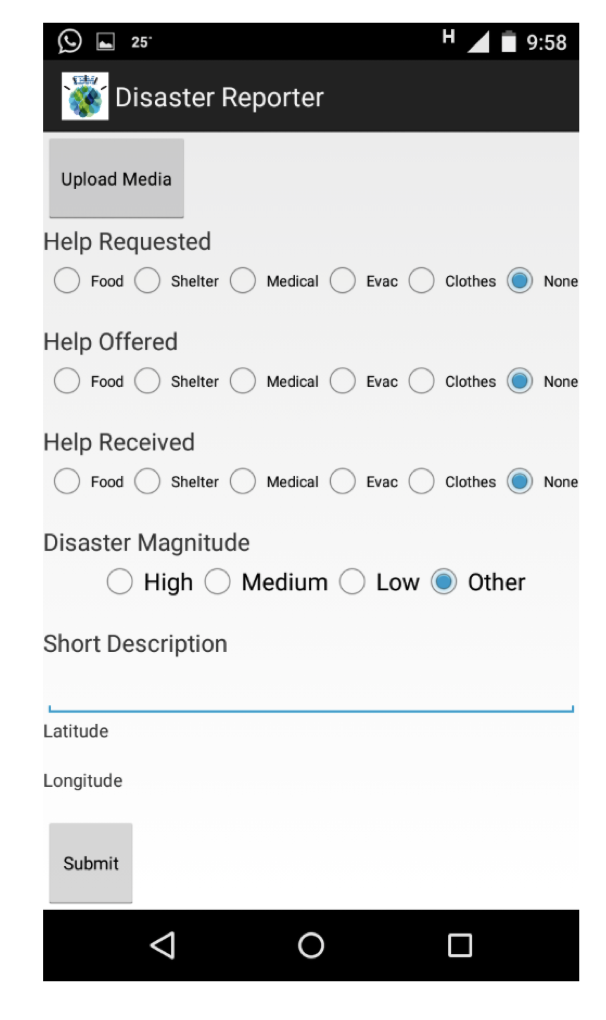 25° H 9:58
Disaster Reporter
Upload Media
Help Requested
Food Shelter Medical Evac Clothes None
Help Offered
Food Shelter Medical Evac Clothes None
Help Received
Food Shelter Medical Evac Clothes None
Disaster Magnitude
High Medium Low Other
Short Description
Latitude
Longitude
Submit